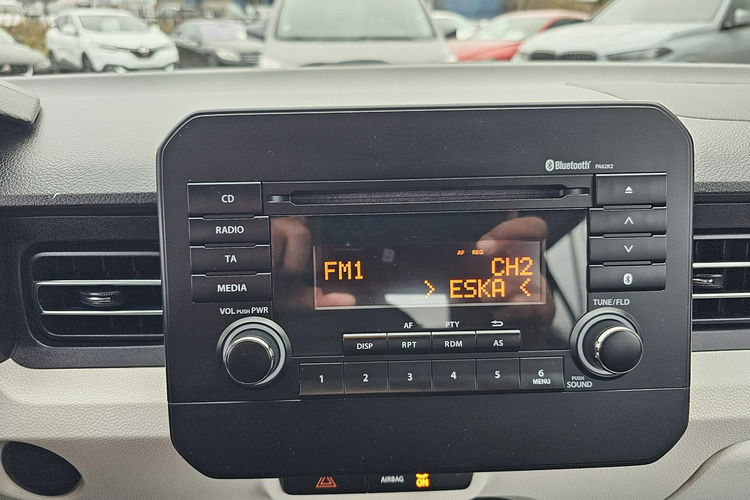 Bluetooth® PA62R2
CD
RADIO
TA
MEDIA
AF REG
FM1 CH2
> ESKA <
VOL PUSH PWR
TUNE/FLD
AF PTY
DISP RPT RDM AS
1 2 3 4 5 6
MENU
PUSH
SOUND
AIRBAG ON